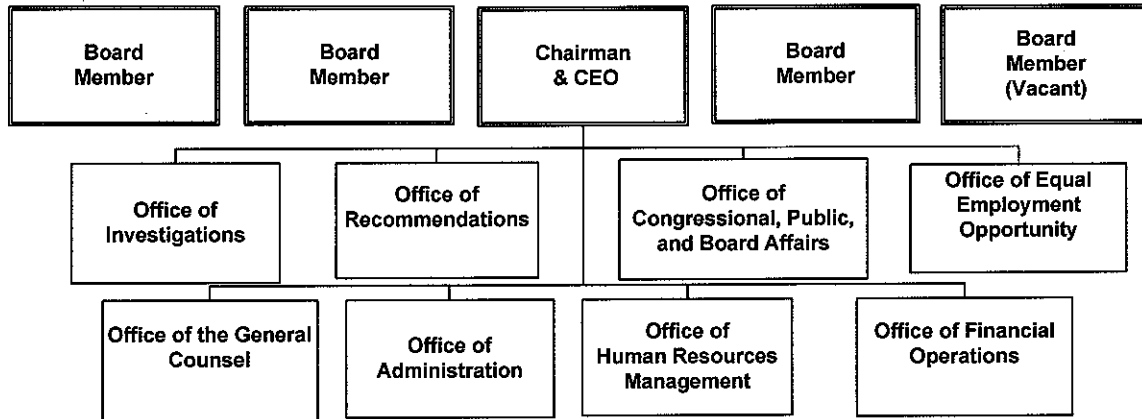 Board
Member
Board
Member
Chairman
& CEO
Board
Member
Board
Member
(Vacant)
Office of
Investigations
Office of
Recommendations
Office of
Congressional, Public,
and Board Affairs
Office of Equal
Employment
Opportunity
Office of the General
Counsel
Office of
Administration
Office of
Human Resources
Management
Office of Financial
Operations